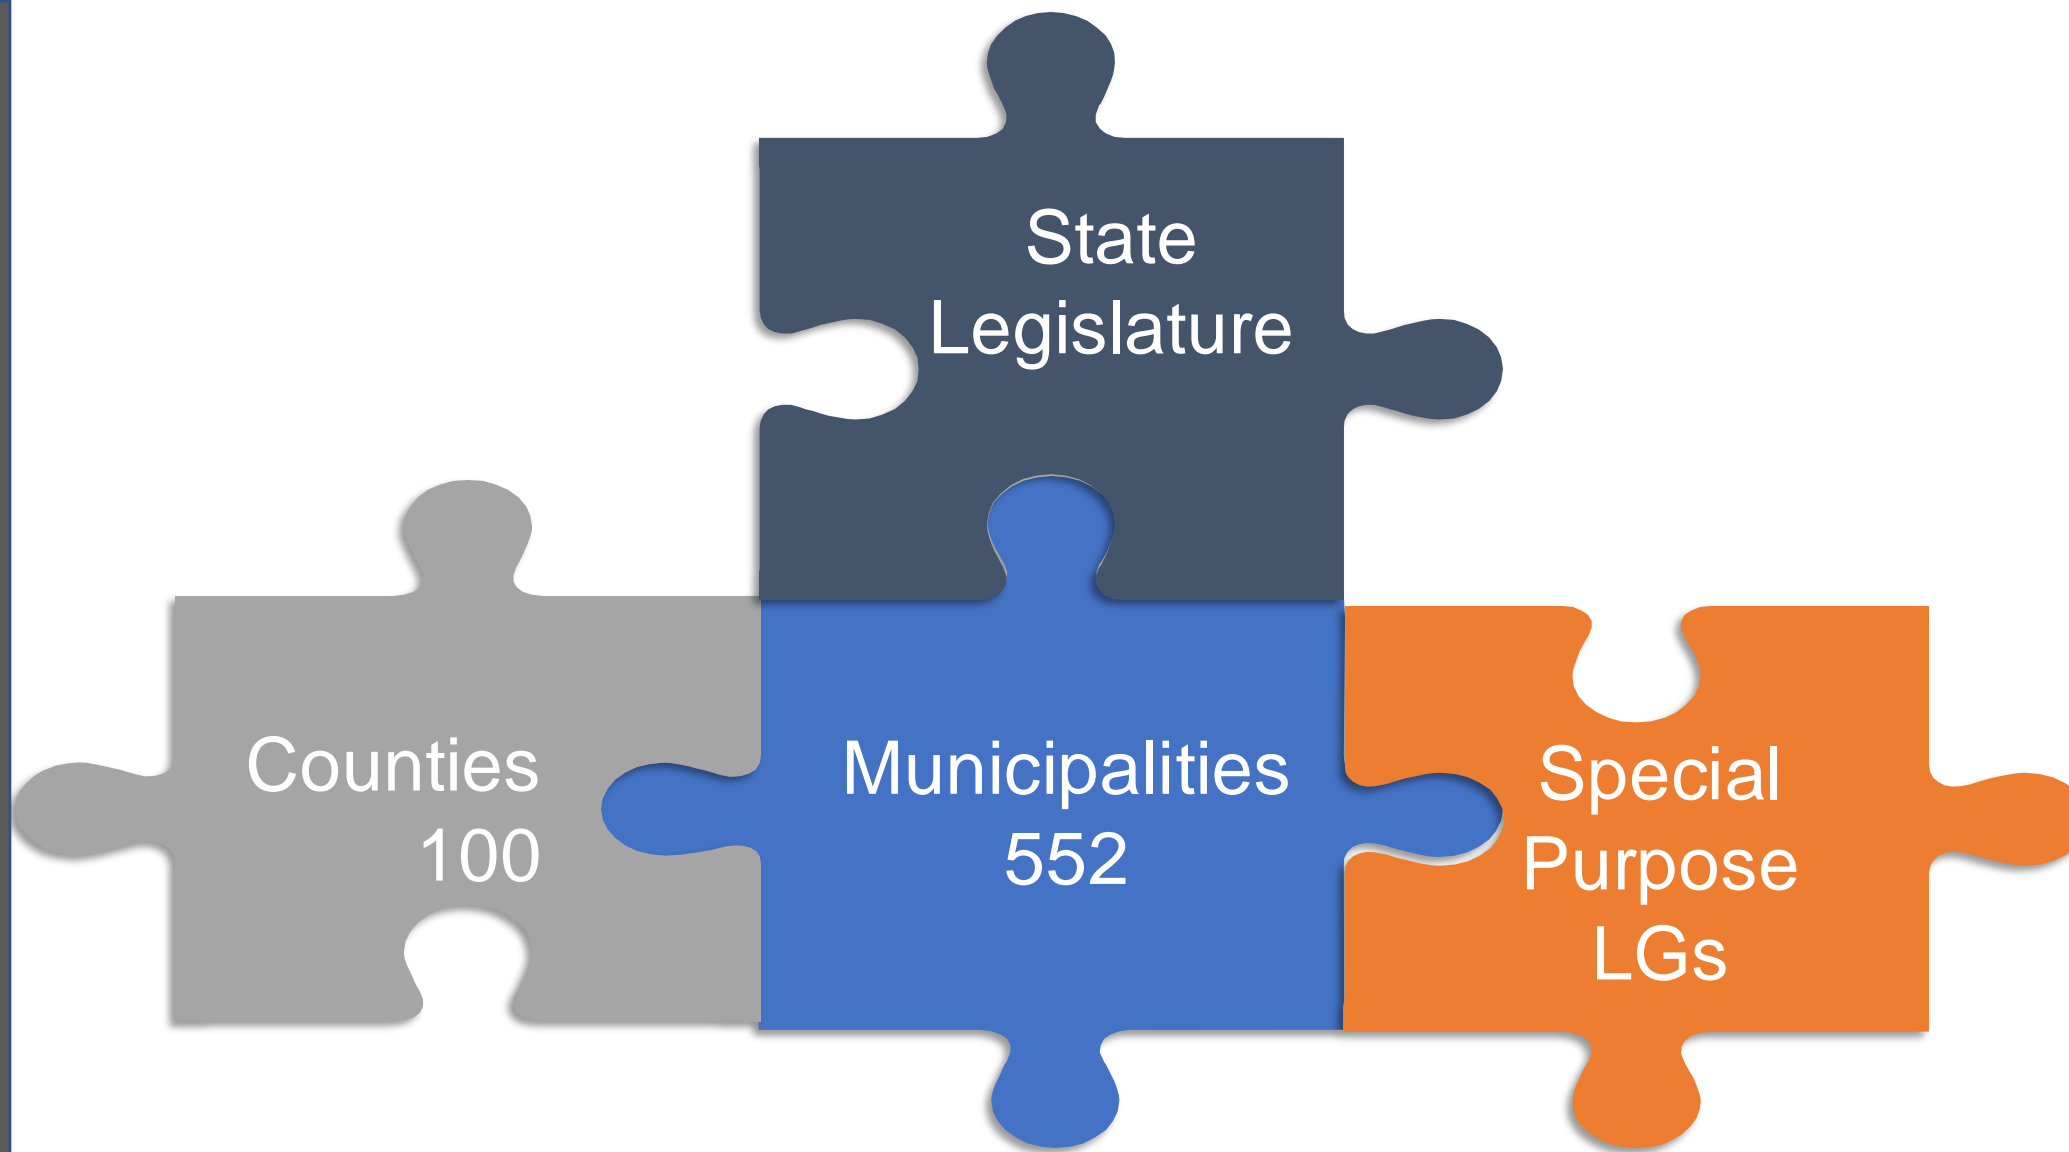 State
Legislature
Counties
100
Municipalities
552
Special
Purpose
LGs